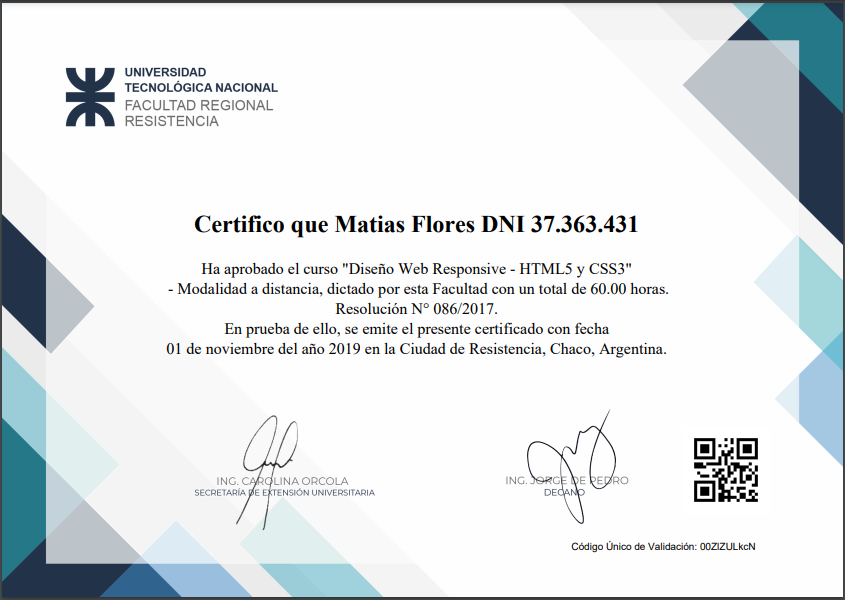 UNIVERSIDAD
TECNOLÓGICA NACIONAL
FACULTAD REGIONAL
RESISTENCIA
Certifico que Matias Flores DNI 37.363.431
Ha aprobado el curso "Diseño Web Responsive - HTML5 y CSS3"
- Modalidad a distancia, dictado por esta Facultad con un total de 60.00 horas.
Resolución N° 086/2017.
En prueba de ello, se emite el presente certificado con fecha
01 de noviembre del año 2019 en la Ciudad de Resistencia, Chaco, Argentina.
ING. CAROLINA ORCOLA
SECRETARÍA DE EXTENSIÓN UNIVERSITARIA
ING. JORGE DE PEDRO
DECANO
Código Único de Validación: 00ZIZULkcN